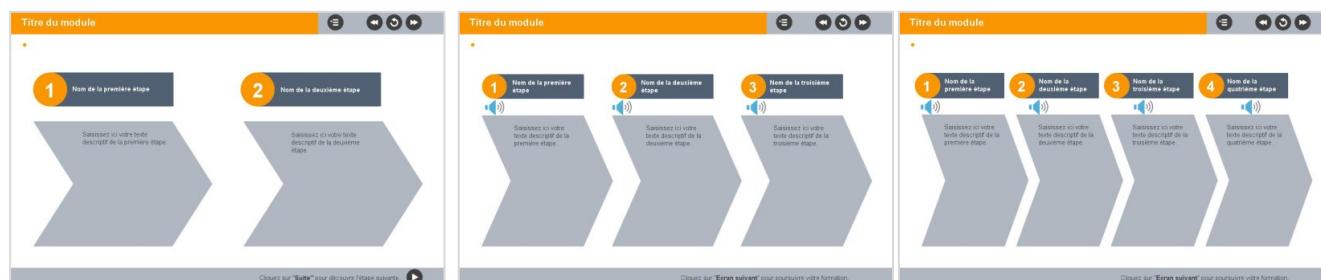 Titre du module
1
Nom de la première étape
2
Nom de la deuxième étape
Saisissez ici votre texte
descriptif de la première étape.
Saisissez ici votre texte
descriptif de la deuxième
étape.
Cliquez sur "Suite" pour découvrir l'étape suivante.
Titre du module
1
Nom de la première
étape
2
Nom de la deuxième
étape
3
Nom de la troisième
étape
Saisissez ici votre
texte descriptif de la
première étape.
Saisissez ici votre
texte descriptif de la
deuxième étape.
Saisissez ici votre
texte descriptif de la
troisième étape.
Cliquez sur "Ecran suivant" pour poursuivre votre formation.
Titre du module
1
Nom de la
première étape
2
Nom de la
deuxième étape
3
Nom de la
troisième étape
4
Nom de la
quatrième étape
Saisissez ici votre
texte descriptif de la
première étape.
Saisissez ici votre
texte descriptif de la
deuxième étape.
Saisissez ici votre
texte descriptif de la
troisième étape.
Saisissez ici votre
texte descriptif de la
quatrième étape.
Cliquez sur "Ecran suivant" pour poursuivre votre formation.